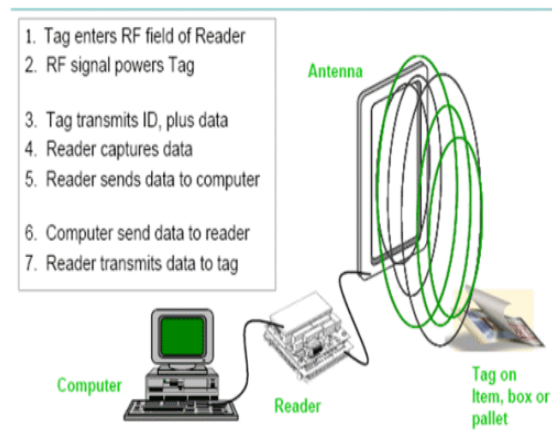 1. Tag enters RF field of Reader
2. RF signal powers Tag
3. Tag transmits ID, plus data
4. Reader captures data
5. Reader sends data to computer
6. Computer send data to reader
7. Reader transmits data to tag
Antenna
Computer
Reader
Tag on
Item, box or
pallet